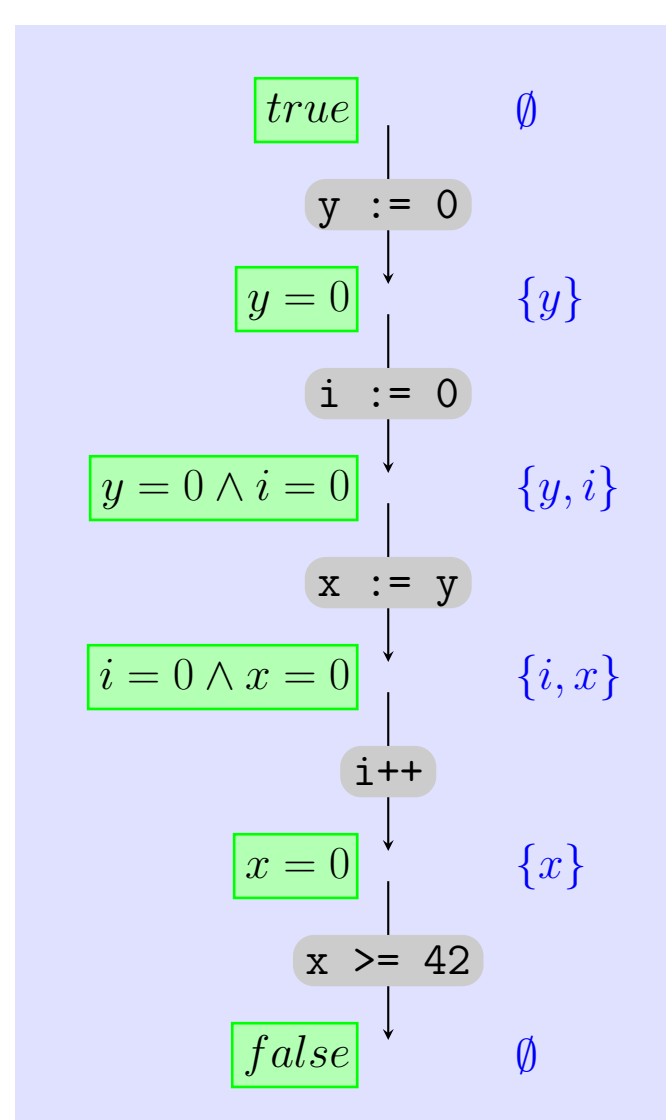 true ∅
y := 0
y = 0 {y}
i := 0
y = 0 ∧ i = 0 {y, i}
x := y
i = 0 ∧ x = 0 {i, x}
i++
x = 0 {x}
x >= 42
false ∅